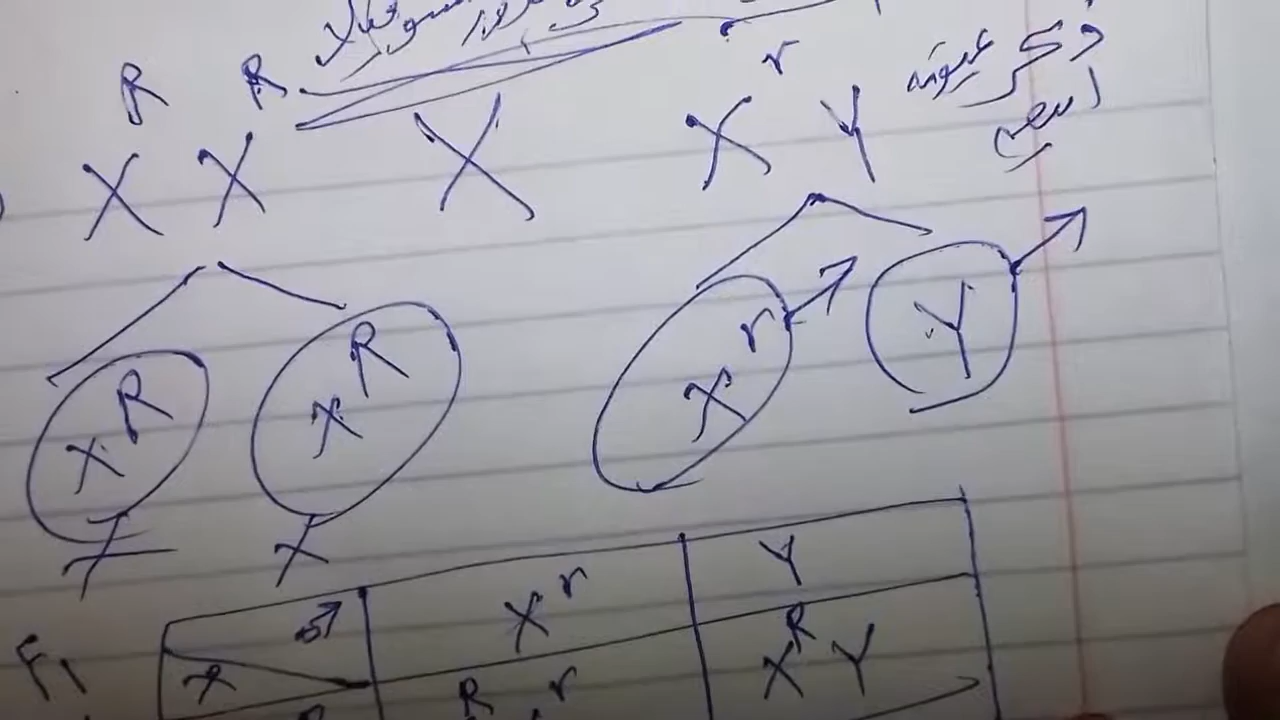 R R r
X X X X Y
ذكر عيونه
ابيض
X^R X^R X^r Y
♂ X^r Y
F1 ♀ X^R Y
R r